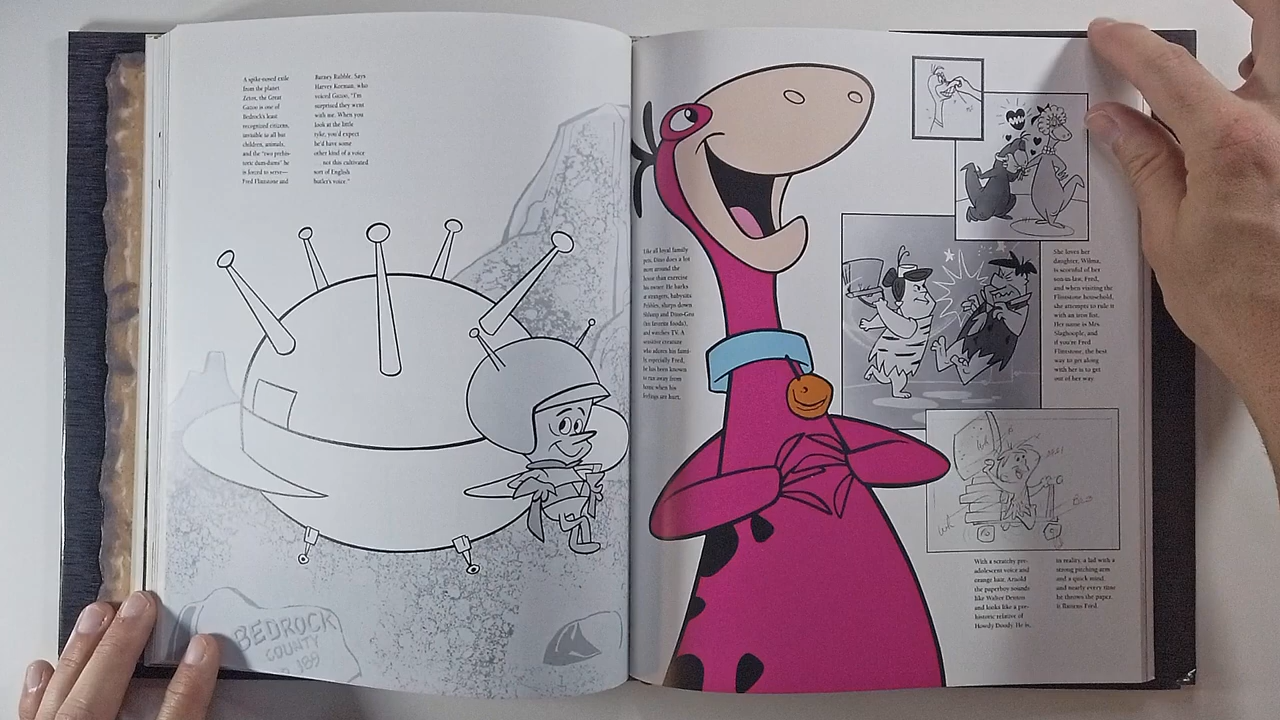 A spike-nosed exile
from the planet
Zetox, the Great
Gazoo is one of
Bedrock's least
recognized citizens,
invisible to all but
children, animals,
and the "two prehis-
toric dum-dums" he
is forced to serve—
Fred Flintstone and
Barney Rubble. Says
Harvey Korman, who
voiced Gazoo, "I'm
surprised they went
with me. When you
look at the little
tyke, you'd expect
he'd have some
other kind of a voice
not this cultivated
sort of English
butler's voice."
BEDROCK
COUNTY
189
Like all loyal family
pets, Dino does a lot
more around the
house than exercise
his owner. He barks
at strangers, babysits
Pebbles, slurps down
and Dino-Gro
(his favorite foods),
and watches TV. A
sensitive creature
who adores his fami-
ly, especially Fred,
he has been known
to run away from
home when his
feelings are hurt.
She loves her
daughter, Wilma,
is scornful of her
son-in-law, Fred,
and when visiting the
Flintstone household,
she attempts to rule it
with an iron fist.
Her name is Mrs.
Slaghoople, and
if you're Fred
Flintstone, the best
way to get along
with her is to get
out of her way.
With a scratchy pre-
adolescent voice and
orange hair, Arnold
the paperboy sounds
like Walter Denton
and looks like a pre-
historic relative of
Howdy Doody. He is,
in reality, a lad with a
strong pitching arm
and a quick mind,
and nearly every time
he throws the paper,
it flattens Fred.